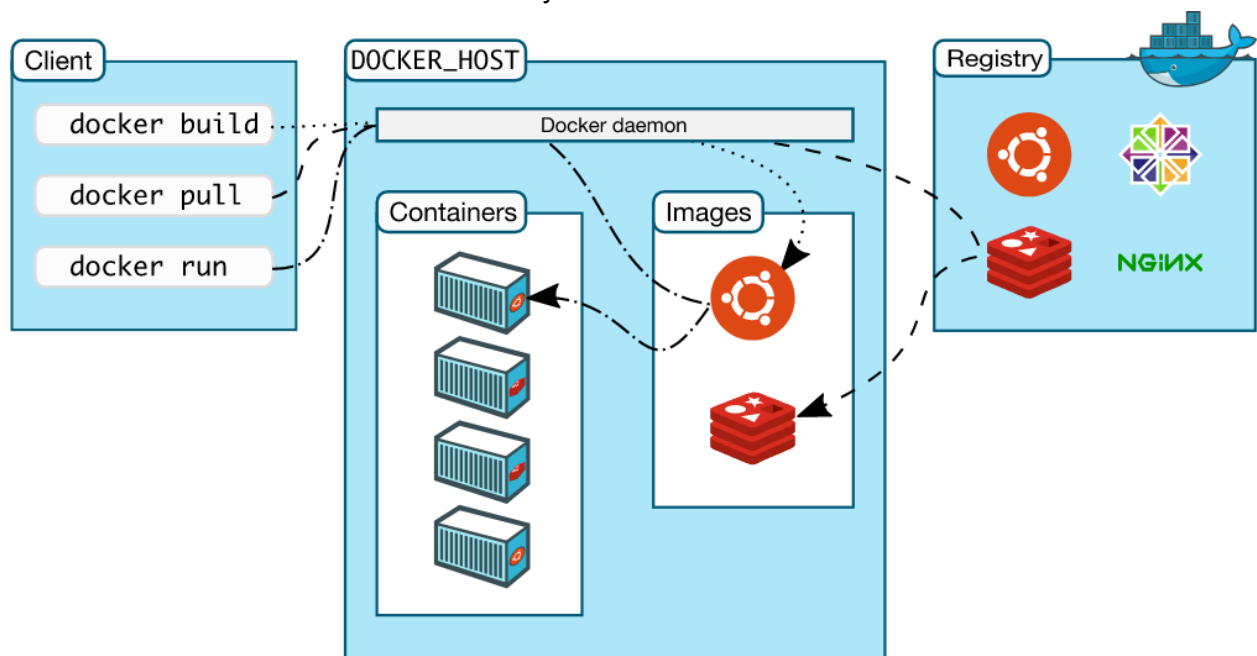 Client
docker build
docker pull
docker run
DOCKER_HOST
Docker daemon
Containers
Images
Registry
NGiNX